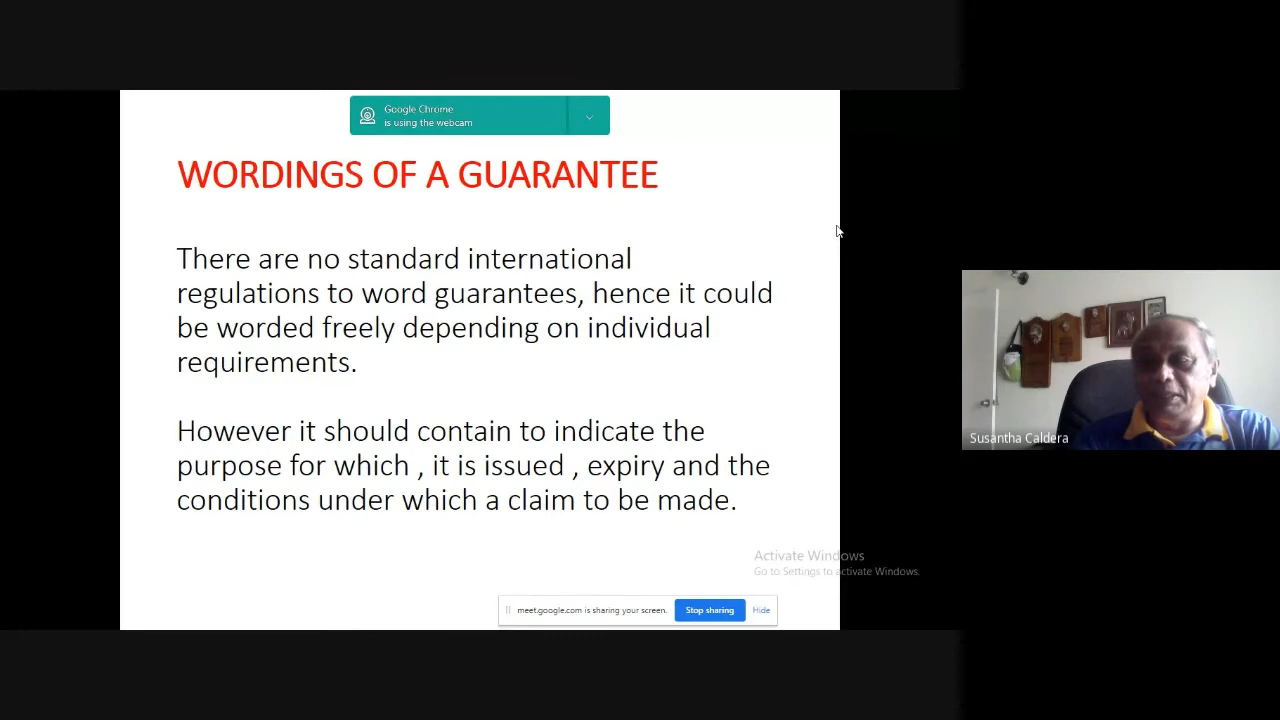 Google Chrome
is using the webcam
WORDINGS OF A GUARANTEE
There are no standard international
regulations to word guarantees, hence it could
be worded freely depending on individual
requirements.
However it should contain to indicate the
purpose for which , it is issued , expiry and the
conditions under which a claim to be made.
Susantha Caldera
Activate Windows
Go to Settings to activate Windows.
meet.google.com is sharing your screen.
Stop sharing
Hide